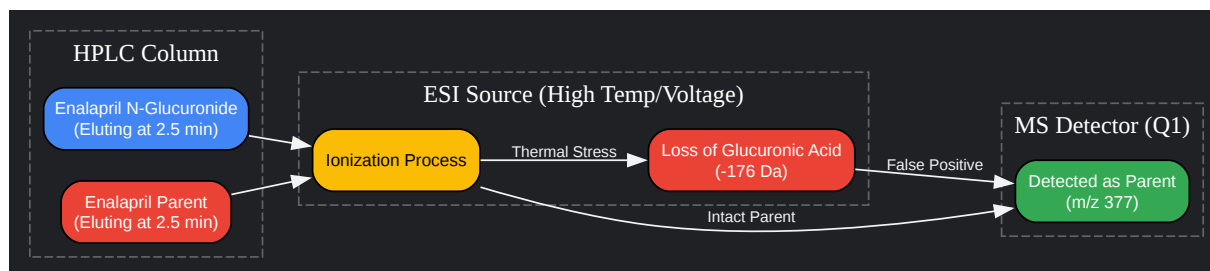 HPLC Column
Enalapril N-Glucuronide
(Eluting at 2.5 min)
Enalapril Parent
(Eluting at 2.5 min)
ESI Source (High Temp/Voltage)
Ionization Process
Thermal Stress
Loss of Glucuronic Acid
(-176 Da)
False Positive
Intact Parent
MS Detector (Q1)
Detected as Parent
(m/z 377)